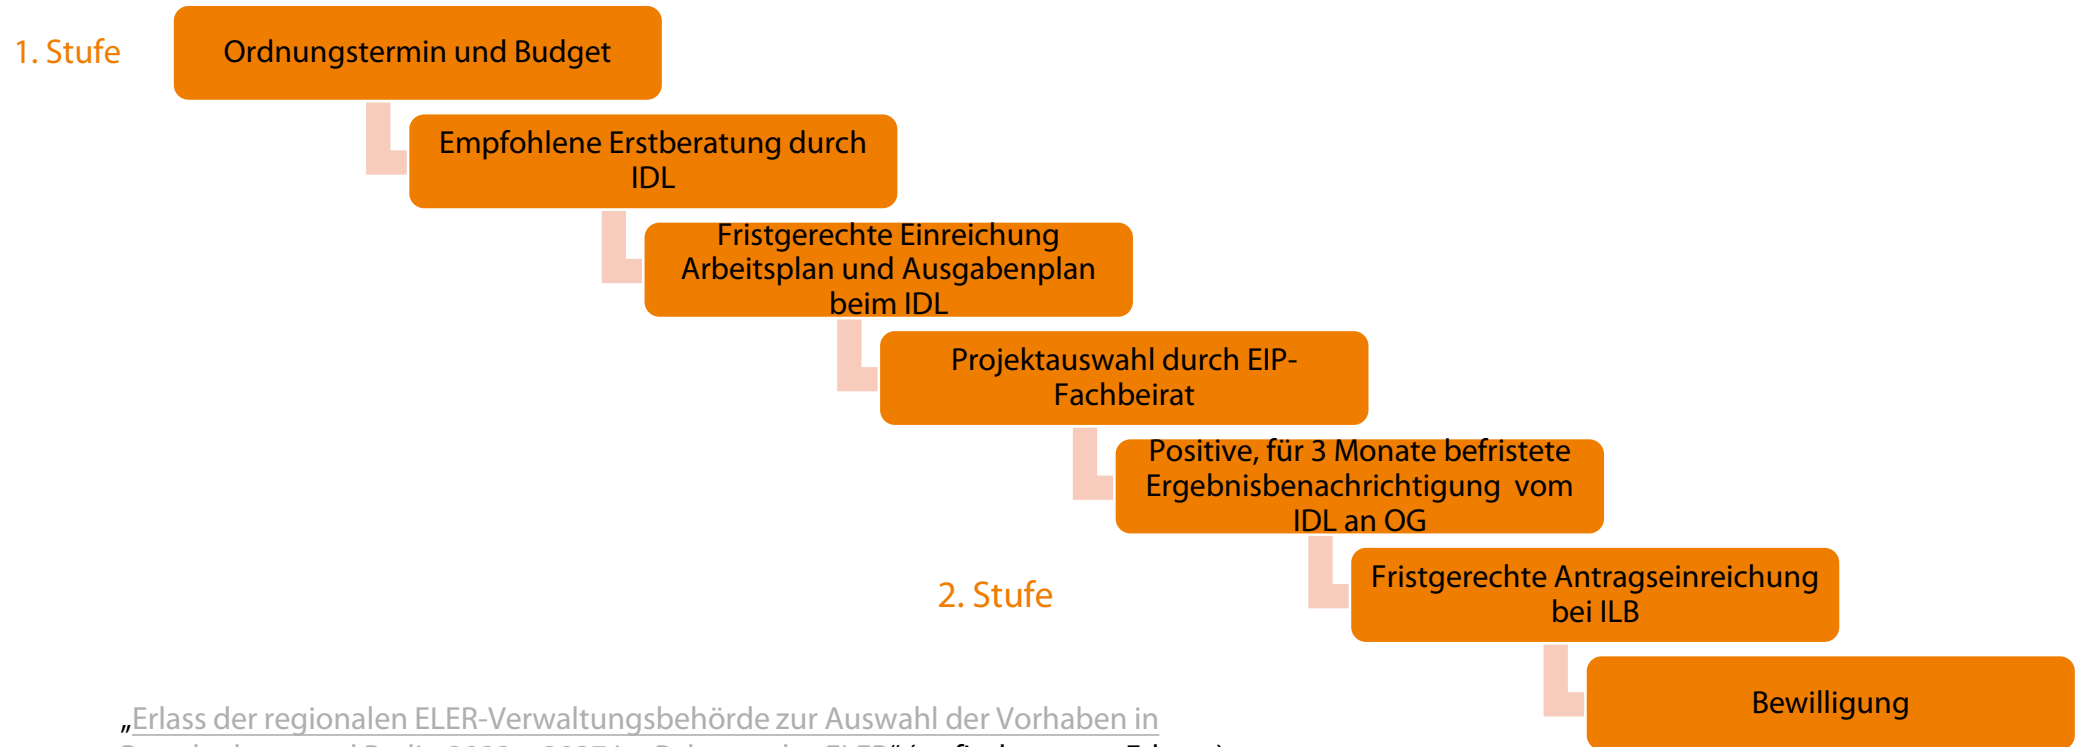 1. Stufe
Ordnungstermin und Budget
Empfohlene Erstberatung durch
IDL
Fristgerechte Einreichung
Arbeitsplan und Ausgabenplan
beim IDL
Projektauswahl durch EIP-
Fachbeirat
Positive, für 3 Monate befristete
Ergebnisbenachrichtigung vom
IDL an OG
2. Stufe
Fristgerechte Antragseinreichung
bei ILB
Bewilligung
„Erlass der regionalen ELER-Verwaltungsbehörde zur Auswahl der Vorhaben in